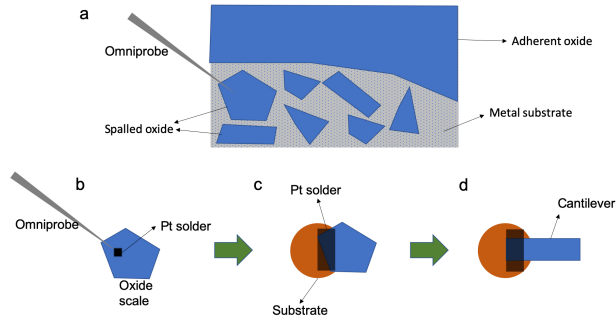 a
Omniprobe
Adherent oxide
Metal substrate
Spalled oxide
b
c
d
Pt solder
Cantilever
Omniprobe
Pt solder
Oxide
scale
Substrate